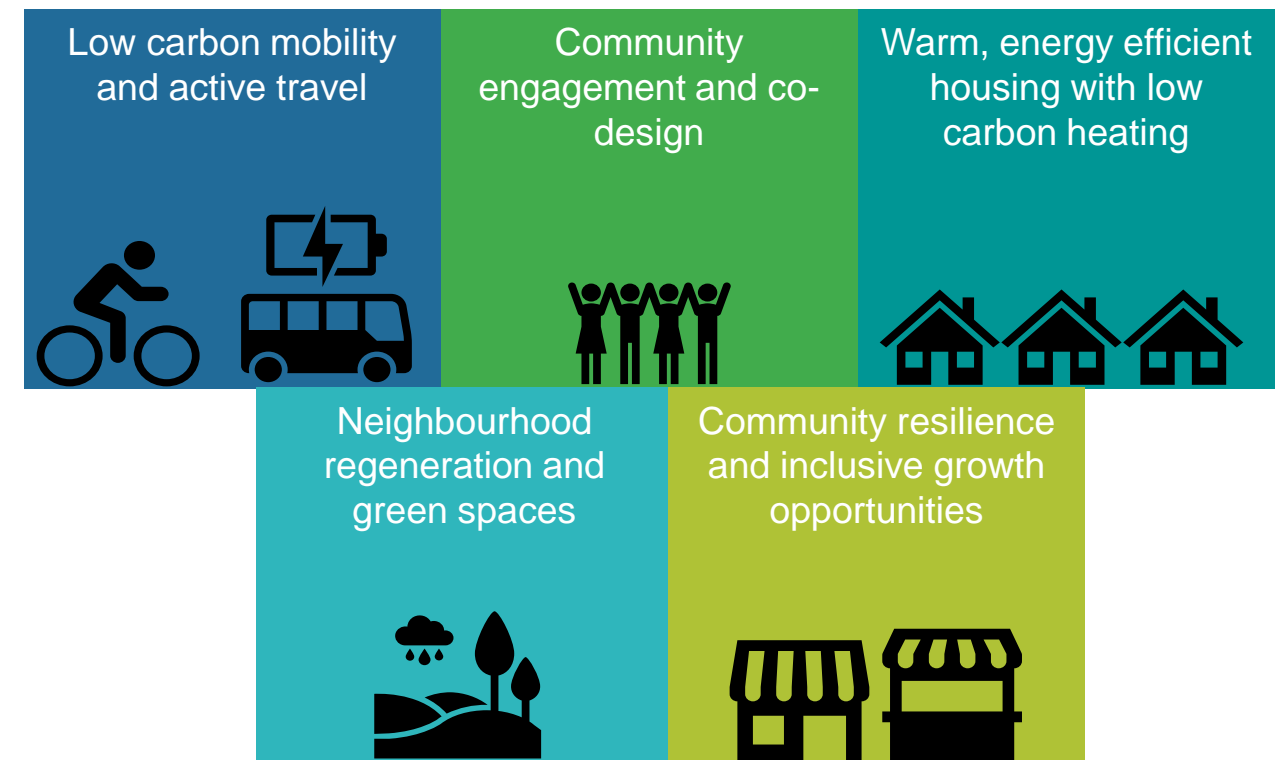 Low carbon mobility
and active travel
Community
engagement and co-
design
Warm, energy efficient
housing with low
carbon heating
Neighbourhood
regeneration and
green spaces
Community resilience
and inclusive growth
opportunities